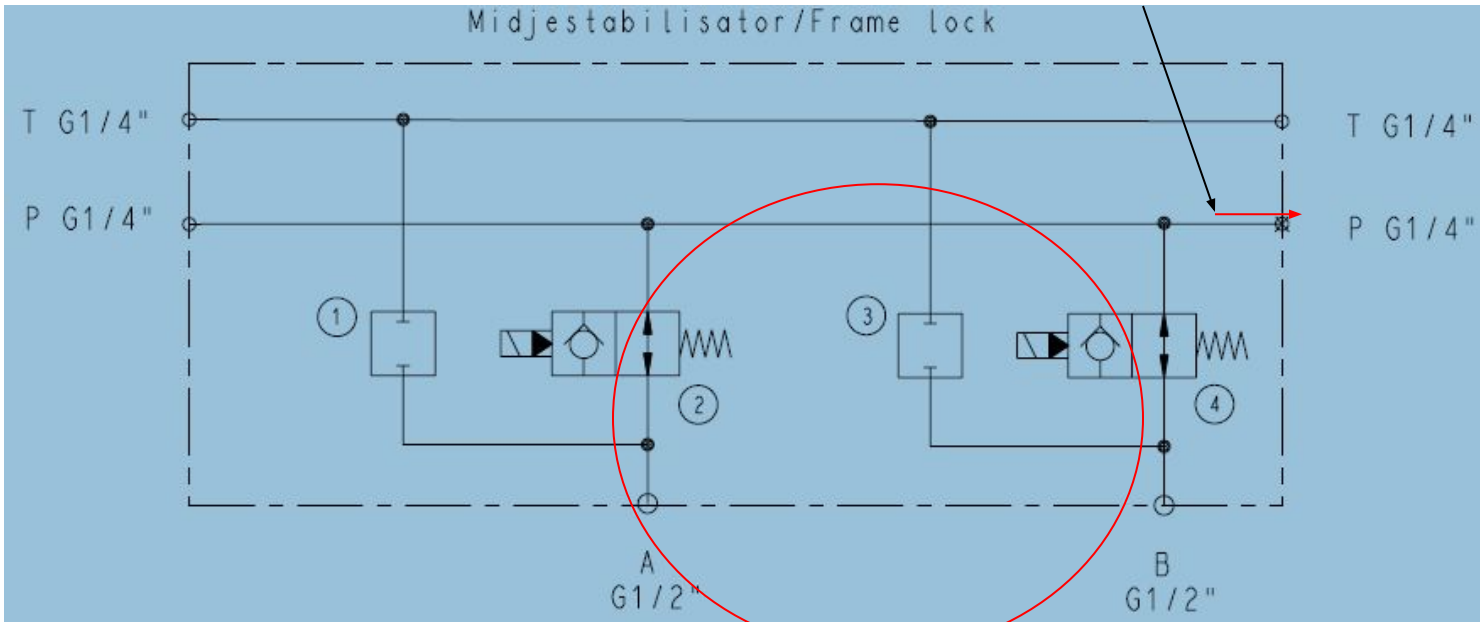 Midjestabilisator/Frame lock
T G1/4" T G1/4"
P G1/4" P G1/4"
1 3
2 4
A B
G1/2" G1/2"